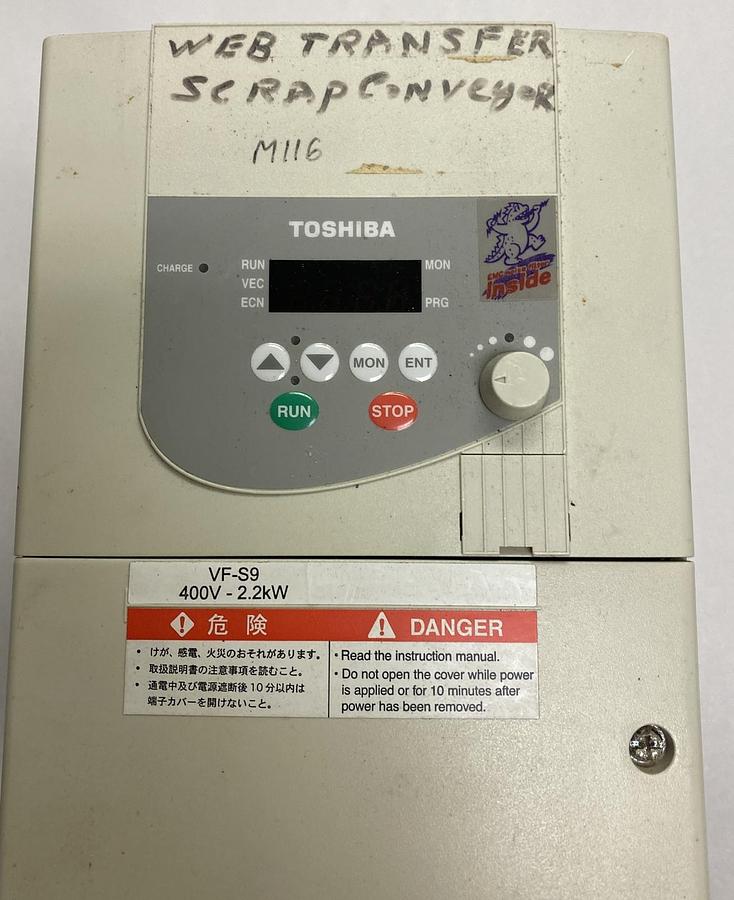 WEB TRANSFER
SCRAP CONVEYOR
M116
TOSHIBA
CHARGE
RUN
MON
VEC
ECN
PRG
EMC noise filter
inside
MON
ENT
RUN
STOP
VF-S9
400V - 2.2kW
危 険
・ けが、感電、火災のおそれがあります。
・ 取扱説明書の注意事項を読むこと。
・ 通電中及び電源遮断後 10 分以内は
端子カバーを開けないこと。
DANGER
• Read the instruction manual.
• Do not open the cover while power
is applied or for 10 minutes after
power has been removed.